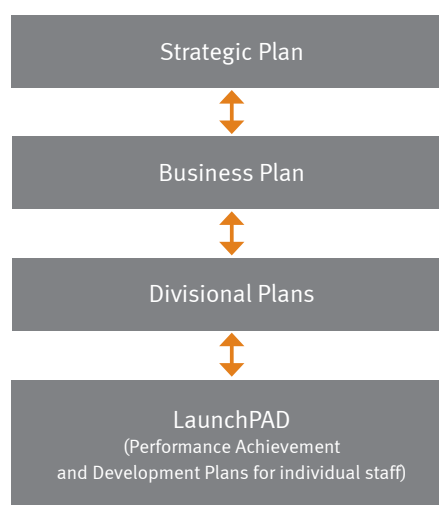 Strategic Plan
Business Plan
Divisional Plans
LaunchPAD
(Performance Achievement
and Development Plans for individual staff)